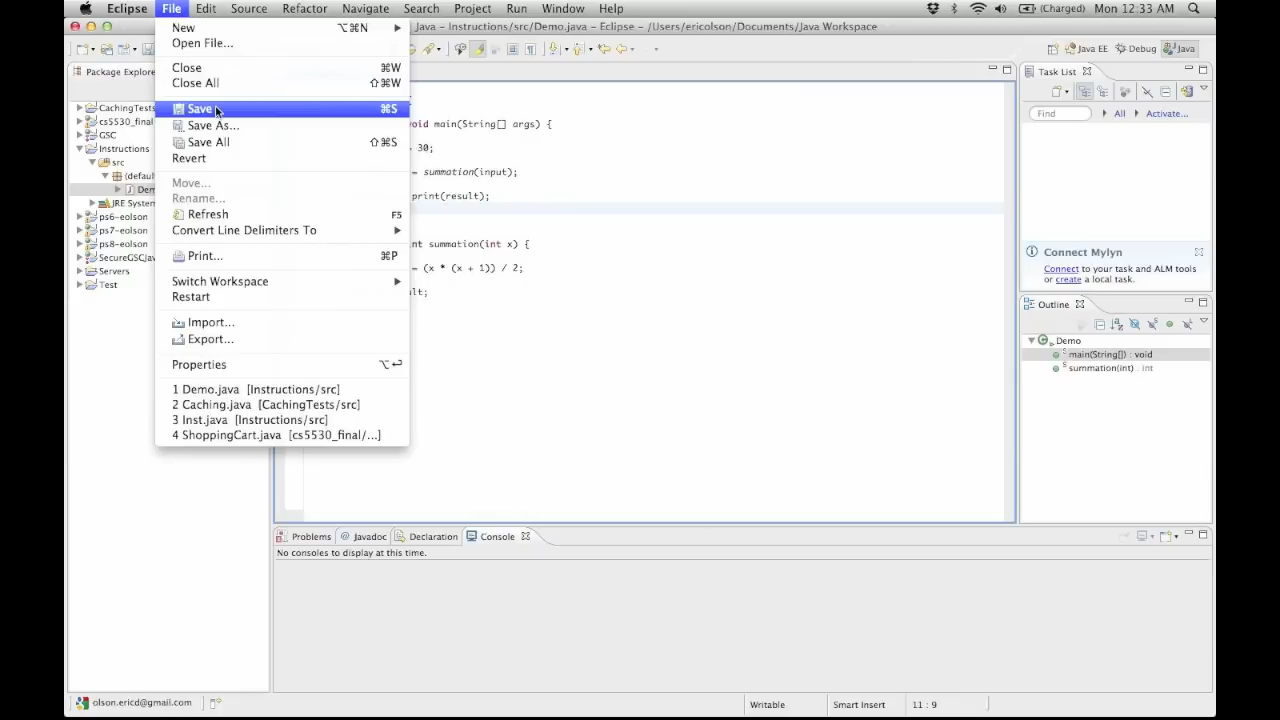 Eclipse File Edit Source Refactor Navigate Search Project Run Window Help (Charged) Mon 12:33 AM
Java – Instructions/src/Demo.java – Eclipse – /Users/ericolson/Documents/Java Workspace
Java EE Debug Java
New ⌥⌘N
Open File...
Close ⌘W
Close All ⇧⌘W
Save ⌘S
Save As...
Save All ⇧⌘S
Revert
Move...
Rename...
Refresh F5
Convert Line Delimiters To
Print... ⌘P
Switch Workspace
Restart
Import...
Export...
Properties ⌥↩
1 Demo.java [Instructions/src]
2 Caching.java [CachingTests/src]
3 Inst.java [Instructions/src]
4 ShoppingCart.java [cs5530_final/...]
Package Explore
CachingTests
cs5530_final
GSC
Instructions
src
(defaul
Dem
JRE System
ps6-eolson
ps7-eolson
ps8-eolson
SecureGSCJav
Servers
Test
void main(String[] args) {
30;
= summation(input);
print(result);
nt summation(int x) {
= (x * (x + 1)) / 2;
lt;
Task List
Find All Activate...
Connect Mylyn
Connect to your task and ALM tools
or create a local task.
Outline
Demo
main(String[]) : void
summation(int) : int
Problems @ Javadoc Declaration Console
No consoles to display at this time.
olson.ericd@gmail.com Writable Smart Insert 11 : 9